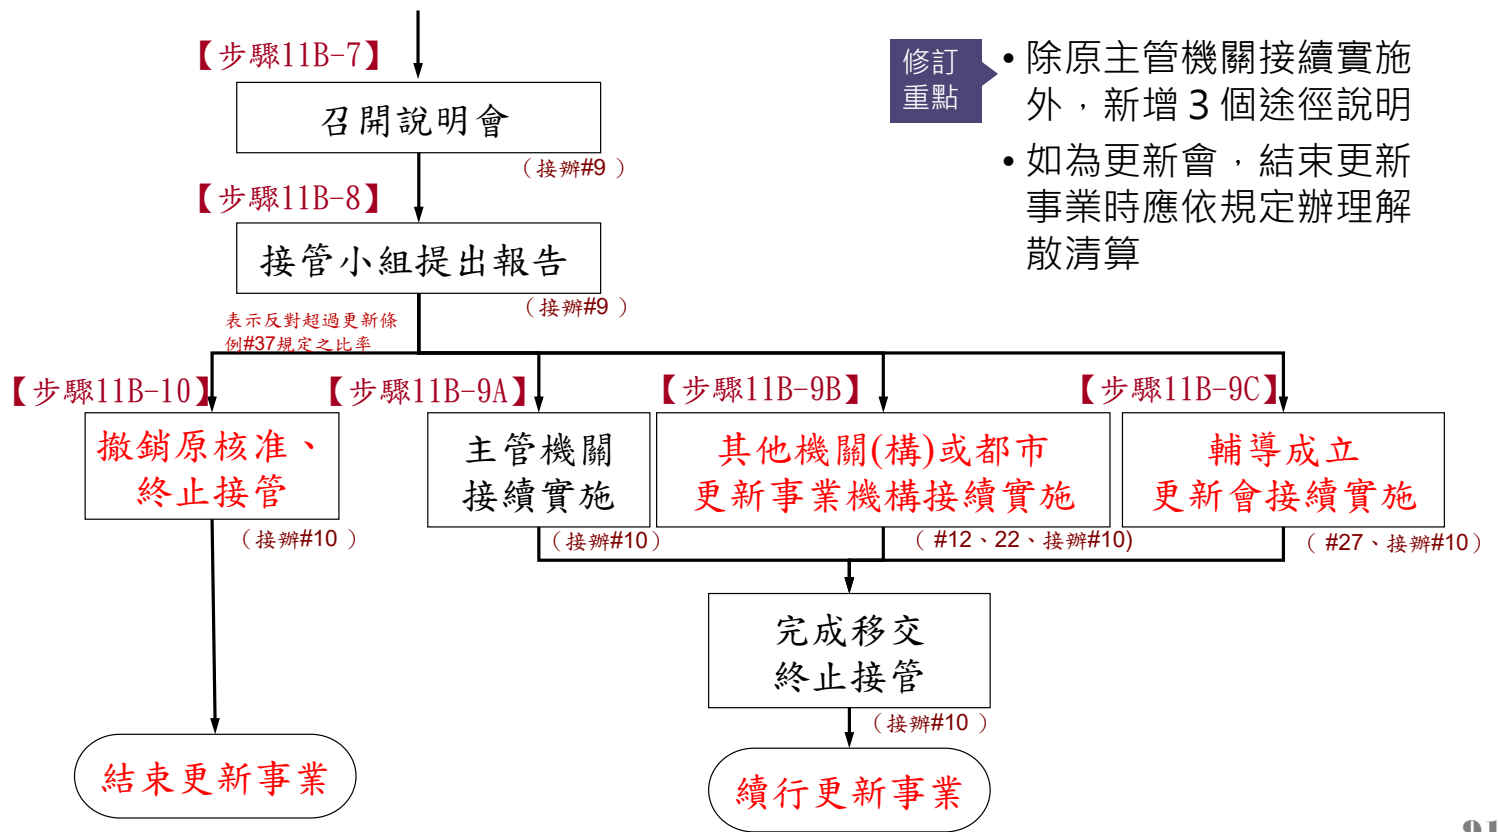 【步驟11B-7】
召開說明會
(接辦#9 )
【步驟11B-8】
接管小組提出報告
(接辦#9 )
表示反對超過更新條
例#37規定之比率
【步驟11B-10】
撤銷原核准、
終止接管
(接辦#10 )
【步驟11B-9A】
主管機關
接續實施
(接辦#10)
【步驟11B-9B】
其他機關(構)或都市
更新事業機構接續實施
( #12、22、接辦#10)
【步驟11B-9C】
輔導成立
更新會接續實施
( #27、接辦#10)
完成移交
終止接管
(接辦#10 )
結束更新事業
續行更新事業
修訂
重點
• 除原主管機關接續實施
外，新增3個途徑說明
• 如為更新會，結束更新
事業時應依規定辦理解
散清算